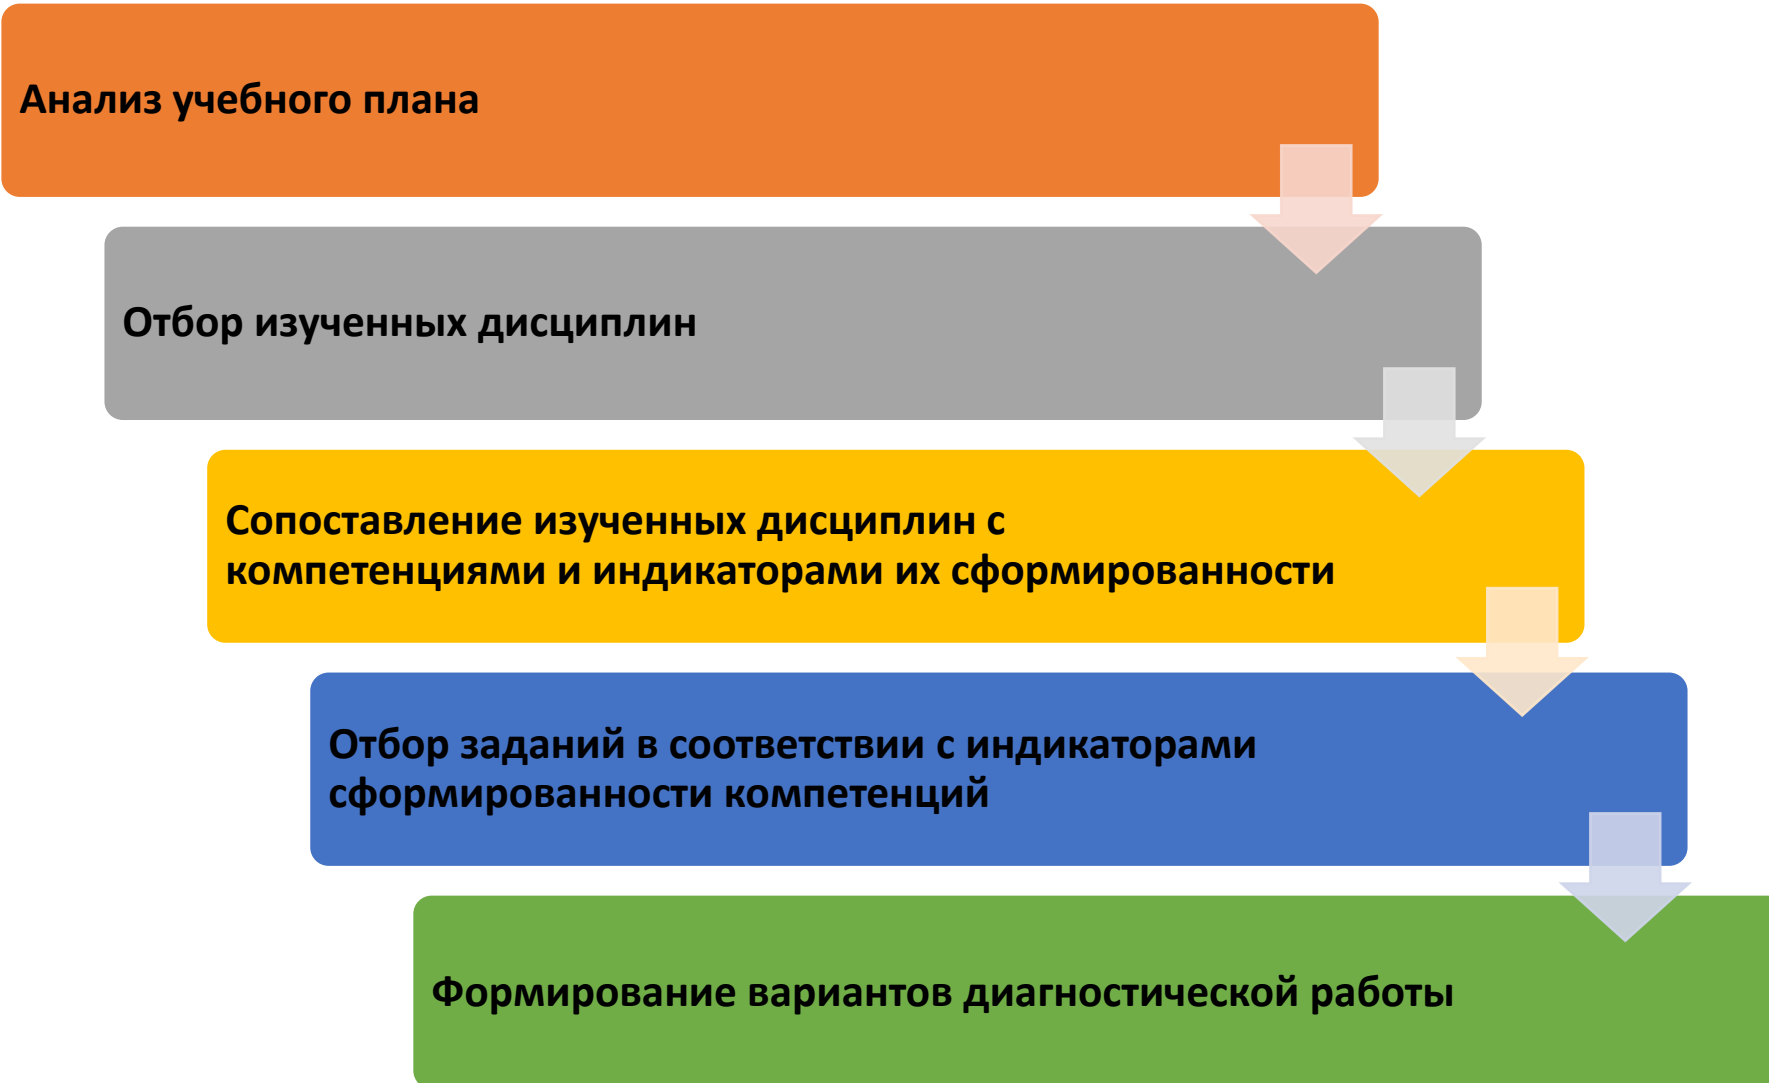 Анализ учебного плана
Отбор изученных дисциплин
Сопоставление изученных дисциплин с
компетенциями и индикаторами их сформированности
Отбор заданий в соответствии с индикаторами
сформированности компетенций
Формирование вариантов диагностической работы